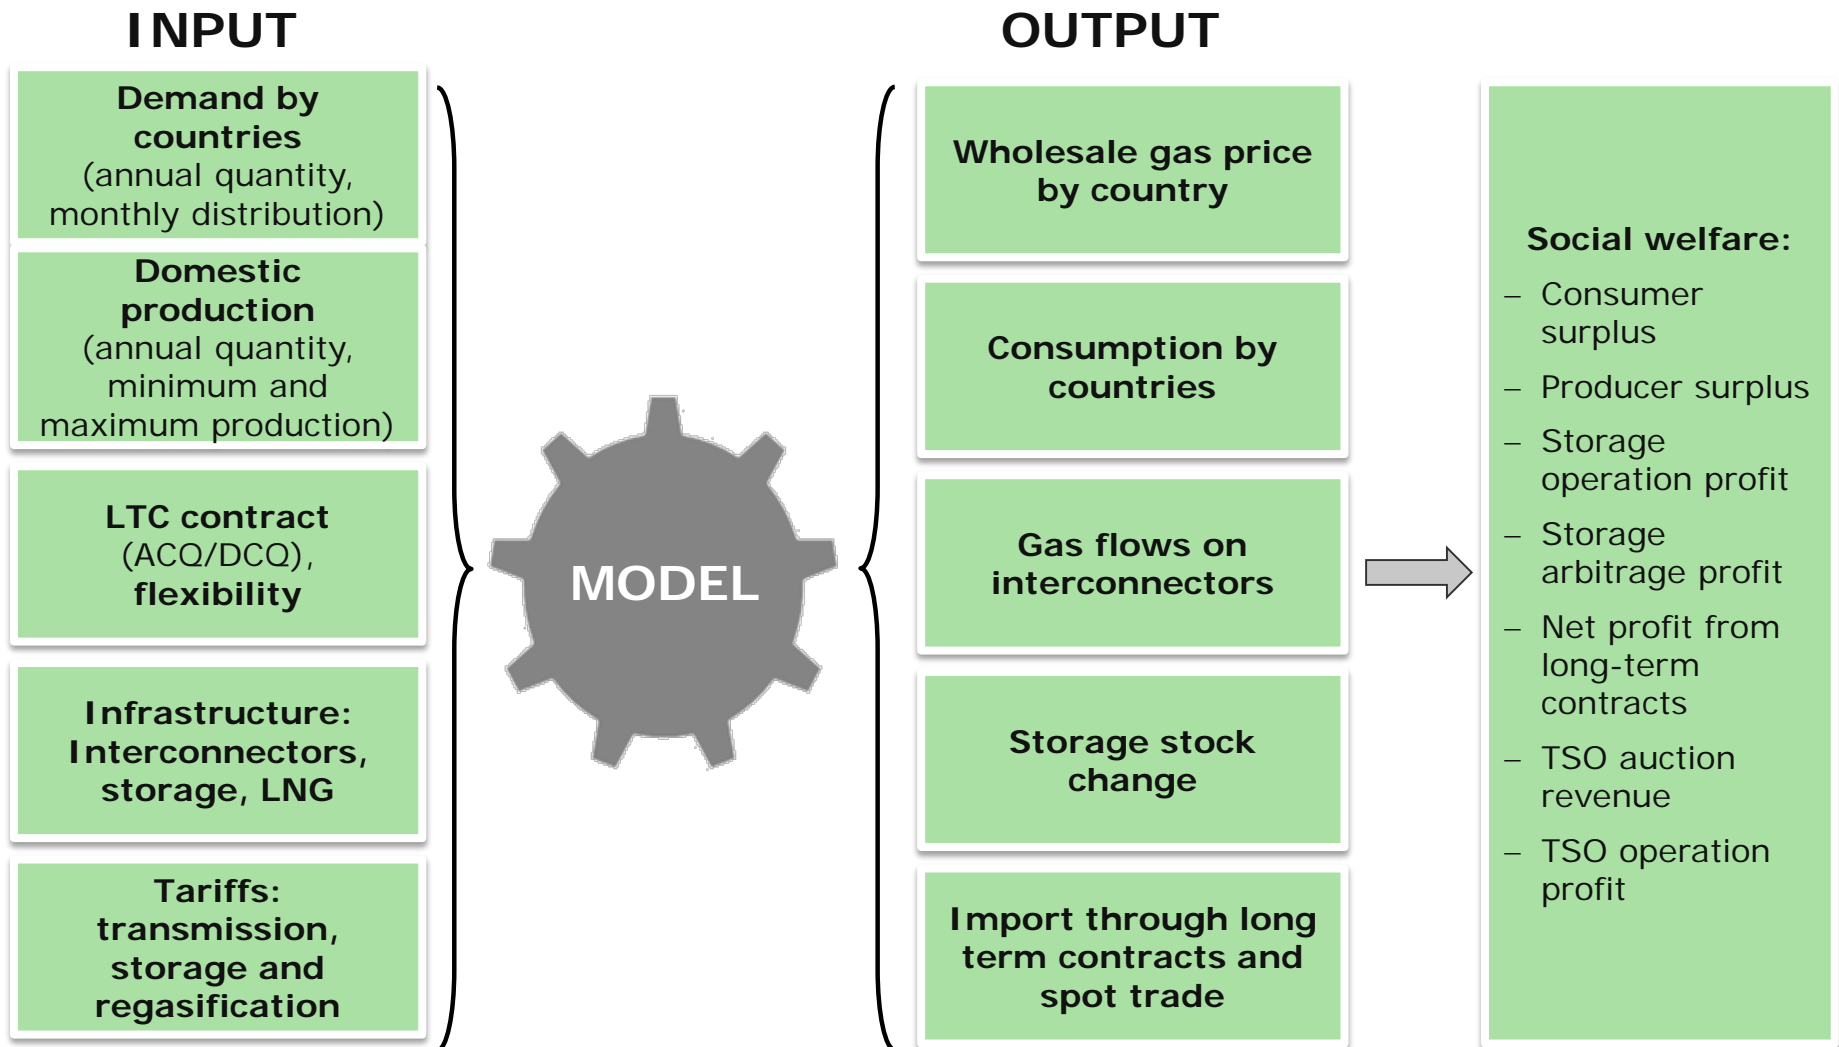 INPUT
Demand by
countries
(annual quantity,
monthly distribution)
Domestic
production
(annual quantity,
minimum and
maximum production)
LTC contract
(ACQ/DCQ),
flexibility
Infrastructure:
Interconnectors,
storage, LNG
Tariffs:
transmission,
storage and
regasification
MODEL
OUTPUT
Wholesale gas price
by country
Consumption by
countries
Gas flows on
interconnectors
Storage stock
change
Import through long
term contracts and
spot trade
Social welfare:
– Consumer
surplus
– Producer surplus
– Storage
operation profit
– Storage
arbitrage profit
– Net profit from
long-term
contracts
– TSO auction
revenue
– TSO operation
profit